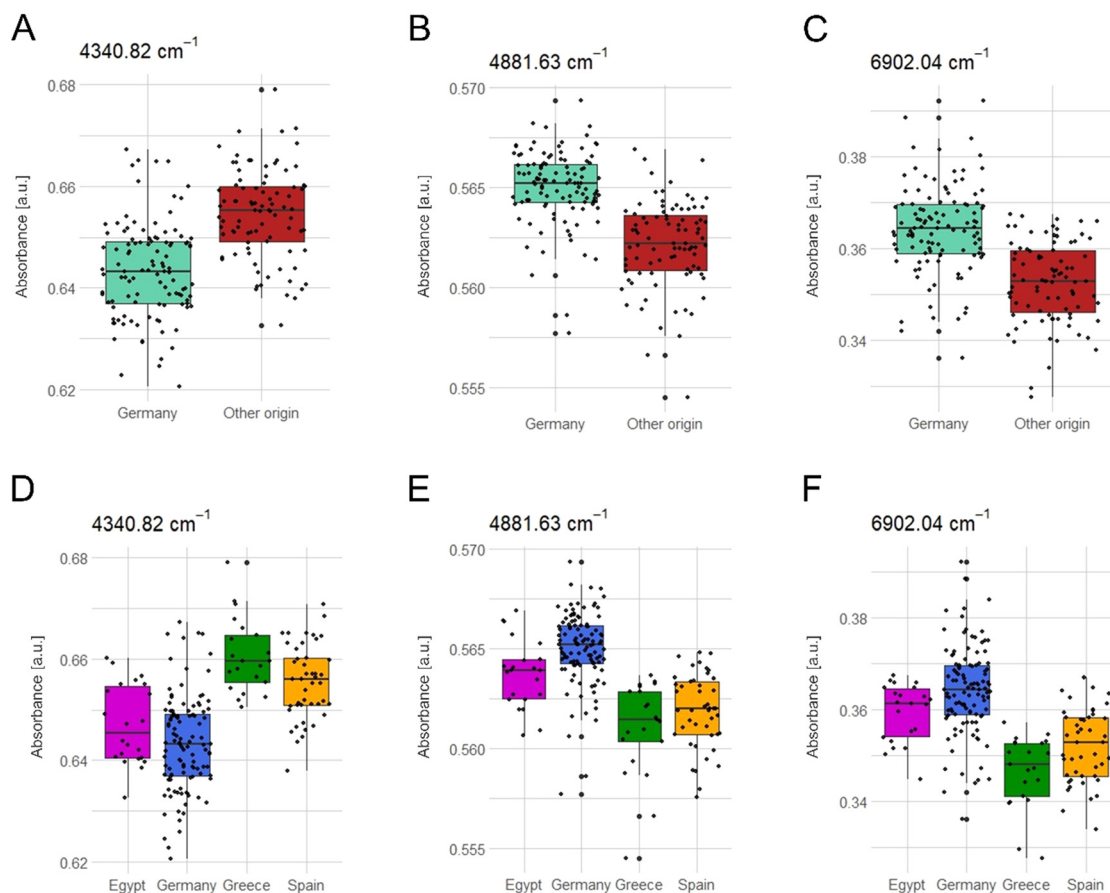 A
4340.82 cm⁻¹
Absorbance [a.u.]
0.68
0.66
0.64
0.62
Germany
Other origin
B
4881.63 cm⁻¹
Absorbance [a.u.]
0.570
0.565
0.560
0.555
Germany
Other origin
C
6902.04 cm⁻¹
Absorbance [a.u.]
0.38
0.36
0.34
Germany
Other origin
D
4340.82 cm⁻¹
Absorbance [a.u.]
0.68
0.66
0.64
0.62
Egypt
Germany
Greece
Spain
E
4881.63 cm⁻¹
Absorbance [a.u.]
0.570
0.565
0.560
0.555
Egypt
Germany
Greece
Spain
F
6902.04 cm⁻¹
Absorbance [a.u.]
0.38
0.36
0.34
Egypt
Germany
Greece
Spain